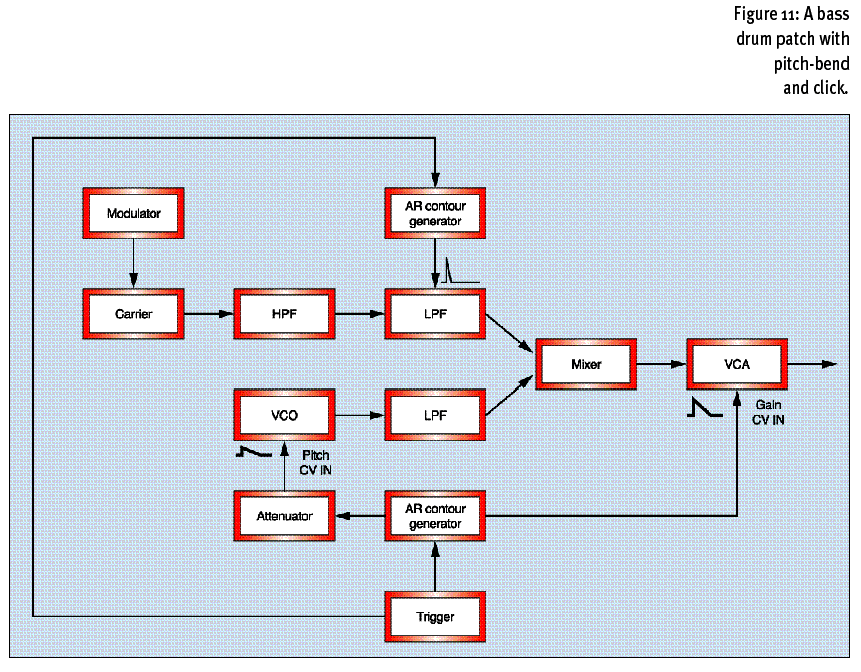 Figure 11: A bass
drum patch with
pitch-bend
and click.
Modulator
AR contour
generator
Carrier
HPF
LPF
Mixer
VCA
VCO
LPF
Gain
CV IN
Pitch
CV IN
Attenuator
AR contour
generator
Trigger